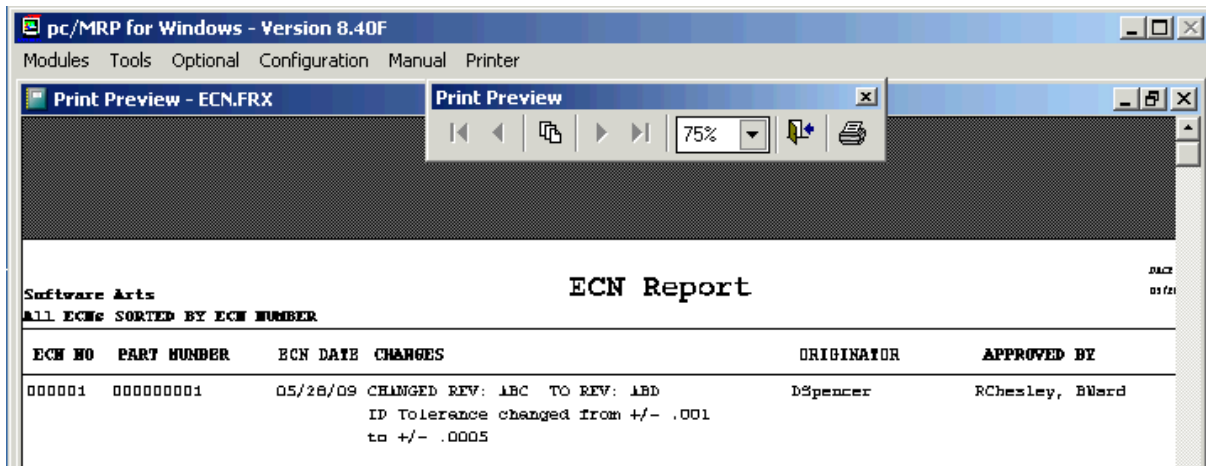 pc/MRP for Windows - Version 8.40F
Modules Tools Optional Configuration Manual Printer
Print Preview - ECN.FRX
Print Preview
75%
ECN Report
Software Arts
All ECNs SORTED BY ECN NUMBER
ECN NO PART NUMBER ECN DATE CHANGES ORIGINATOR APPROVED BY
000001 000000001 05/28/09 CHANGED REV: ABC TO REV: ABD DSpencer RChesley, BWard
ID Tolerance changed from +/- .001
to +/- .0005